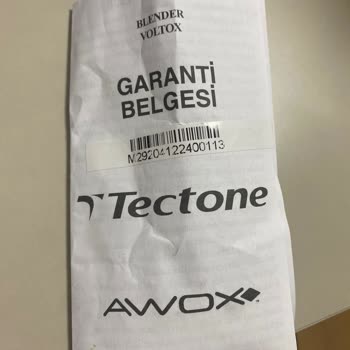 BLENDER
VOLTOX
GARANTİ
BELGESİ
M29204122400113
Tectone
AWOX